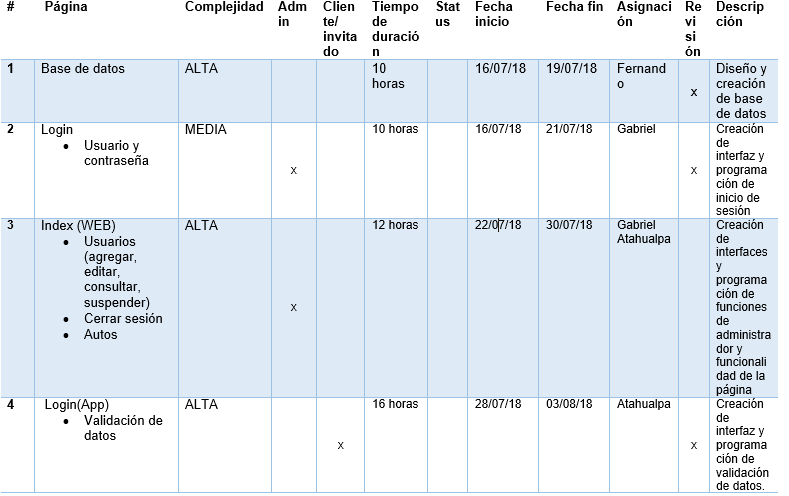 # Página Complejidad Admin Cliente/invitado Tiempo de duración Status Fecha inicio Fecha fin Asignación Revisión Descripción
1 Base de datos ALTA 10 horas 16/07/18 19/07/18 Fernando x Diseño y creación de base de datos
2 Login MEDIA x 10 horas 16/07/18 21/07/18 Gabriel x Creación de interfaz y programación de inicio de sesión
• Usuario y contraseña
3 Index (WEB) ALTA x 12 horas 22/07/18 30/07/18 Gabriel Atahualpa Creación de interfaces y programación de funciones de administrador y funcionalidad de la página
• Usuarios (agregar, editar, consultar, suspender)
• Cerrar sesión
• Autos
4 Login(App) ALTA x 16 horas 28/07/18 03/08/18 Atahualpa x Creación de interfaz y programación de validación de datos.
• Validación de datos